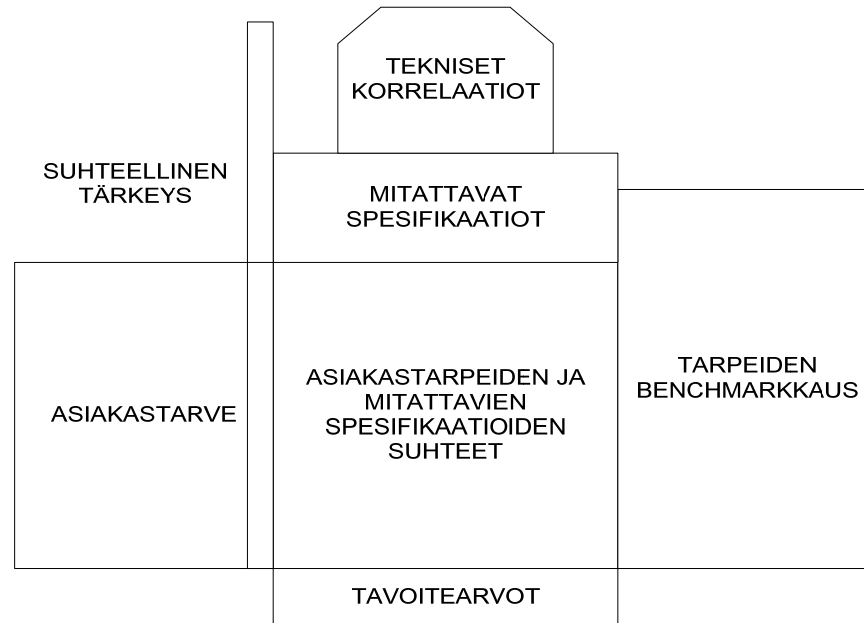 TEKNISET
KORRELAATIOT
SUHTEELLINEN
TÄRKEYS
MITATTAVAT
SPESIFIKAATIOT
ASIAKASTARVE
ASIAKASTARPEIDEN JA
MITATTAVIEN
SPESIFIKAATIOIDEN
SUHTEET
TARPEIDEN
BENCHMARKKAUS
TAVOITEARVOT